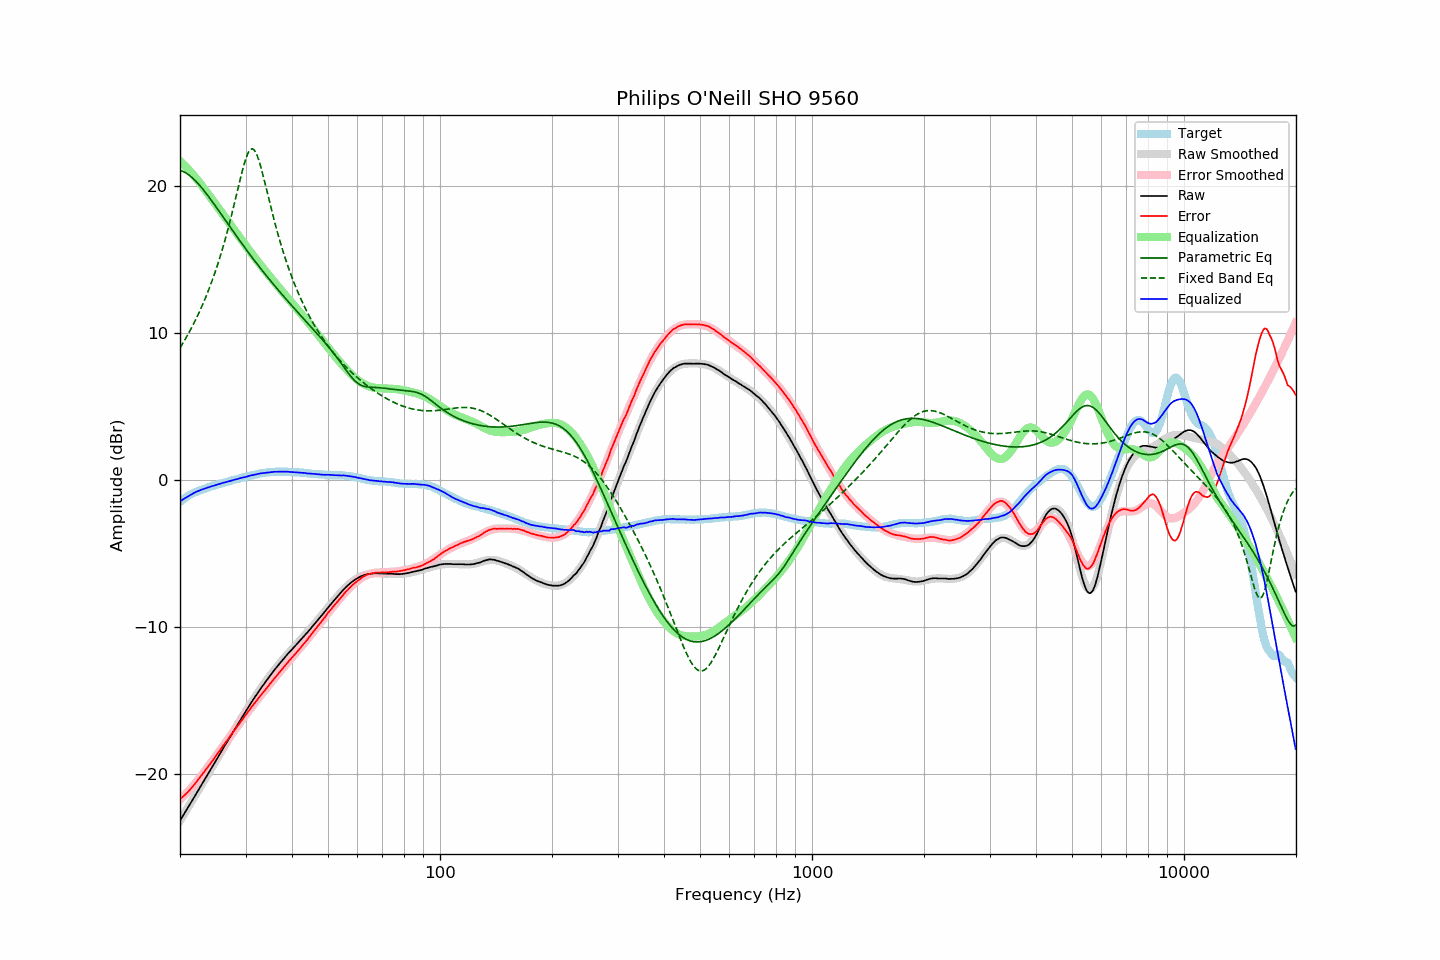 Philips O'Neill SHO 9560
Target
Raw Smoothed
Error Smoothed
Raw
Error
Equalization
Parametric Eq
Fixed Band Eq
Equalized
20
10
0
−10
−20
Amplitude (dBr)
100
1000
10000
Frequency (Hz)